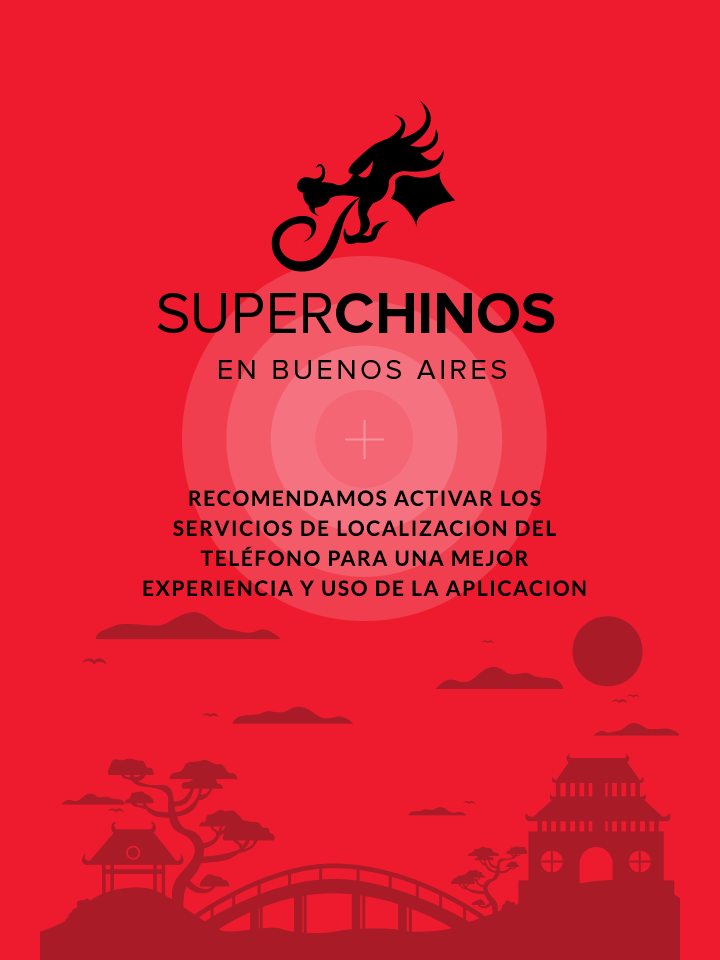 SUPERCHINOS
EN BUENOS AIRES
RECOMENDAMOS ACTIVAR LOS
SERVICIOS DE LOCALIZACION DEL
TELÉFONO PARA UNA MEJOR
EXPERIENCIA Y USO DE LA APLICACION